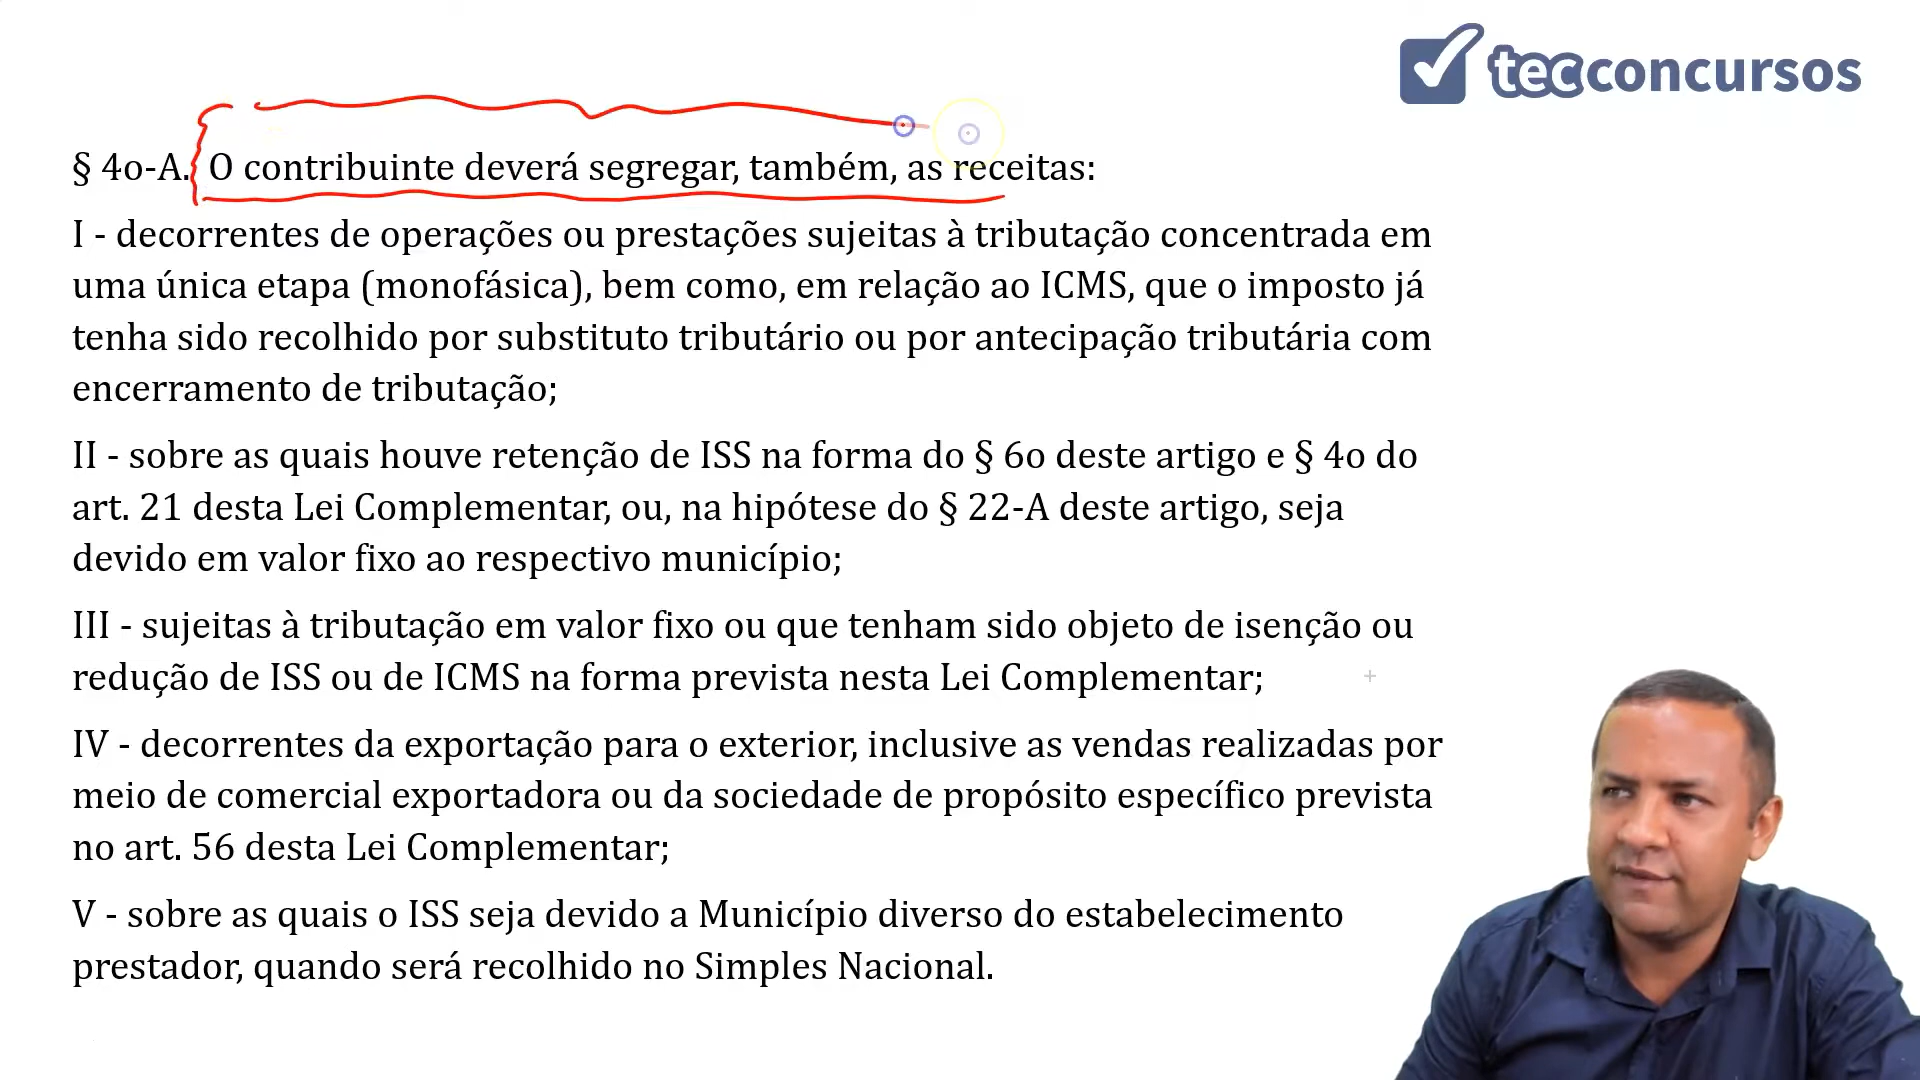 tecconcursos
§ 4o-A. O contribuinte deverá segregar, também, as receitas:
I - decorrentes de operações ou prestações sujeitas à tributação concentrada em
uma única etapa (monofásica), bem como, em relação ao ICMS, que o imposto já
tenha sido recolhido por substituto tributário ou por antecipação tributária com
encerramento de tributação;
II - sobre as quais houve retenção de ISS na forma do § 6o deste artigo e § 4o do
art. 21 desta Lei Complementar, ou, na hipótese do § 22-A deste artigo, seja
devido em valor fixo ao respectivo município;
III - sujeitas à tributação em valor fixo ou que tenham sido objeto de isenção ou
redução de ISS ou de ICMS na forma prevista nesta Lei Complementar;
IV - decorrentes da exportação para o exterior, inclusive as vendas realizadas por
meio de comercial exportadora ou da sociedade de propósito específico prevista
no art. 56 desta Lei Complementar;
V - sobre as quais o ISS seja devido a Município diverso do estabelecimento
prestador, quando será recolhido no Simples Nacional.